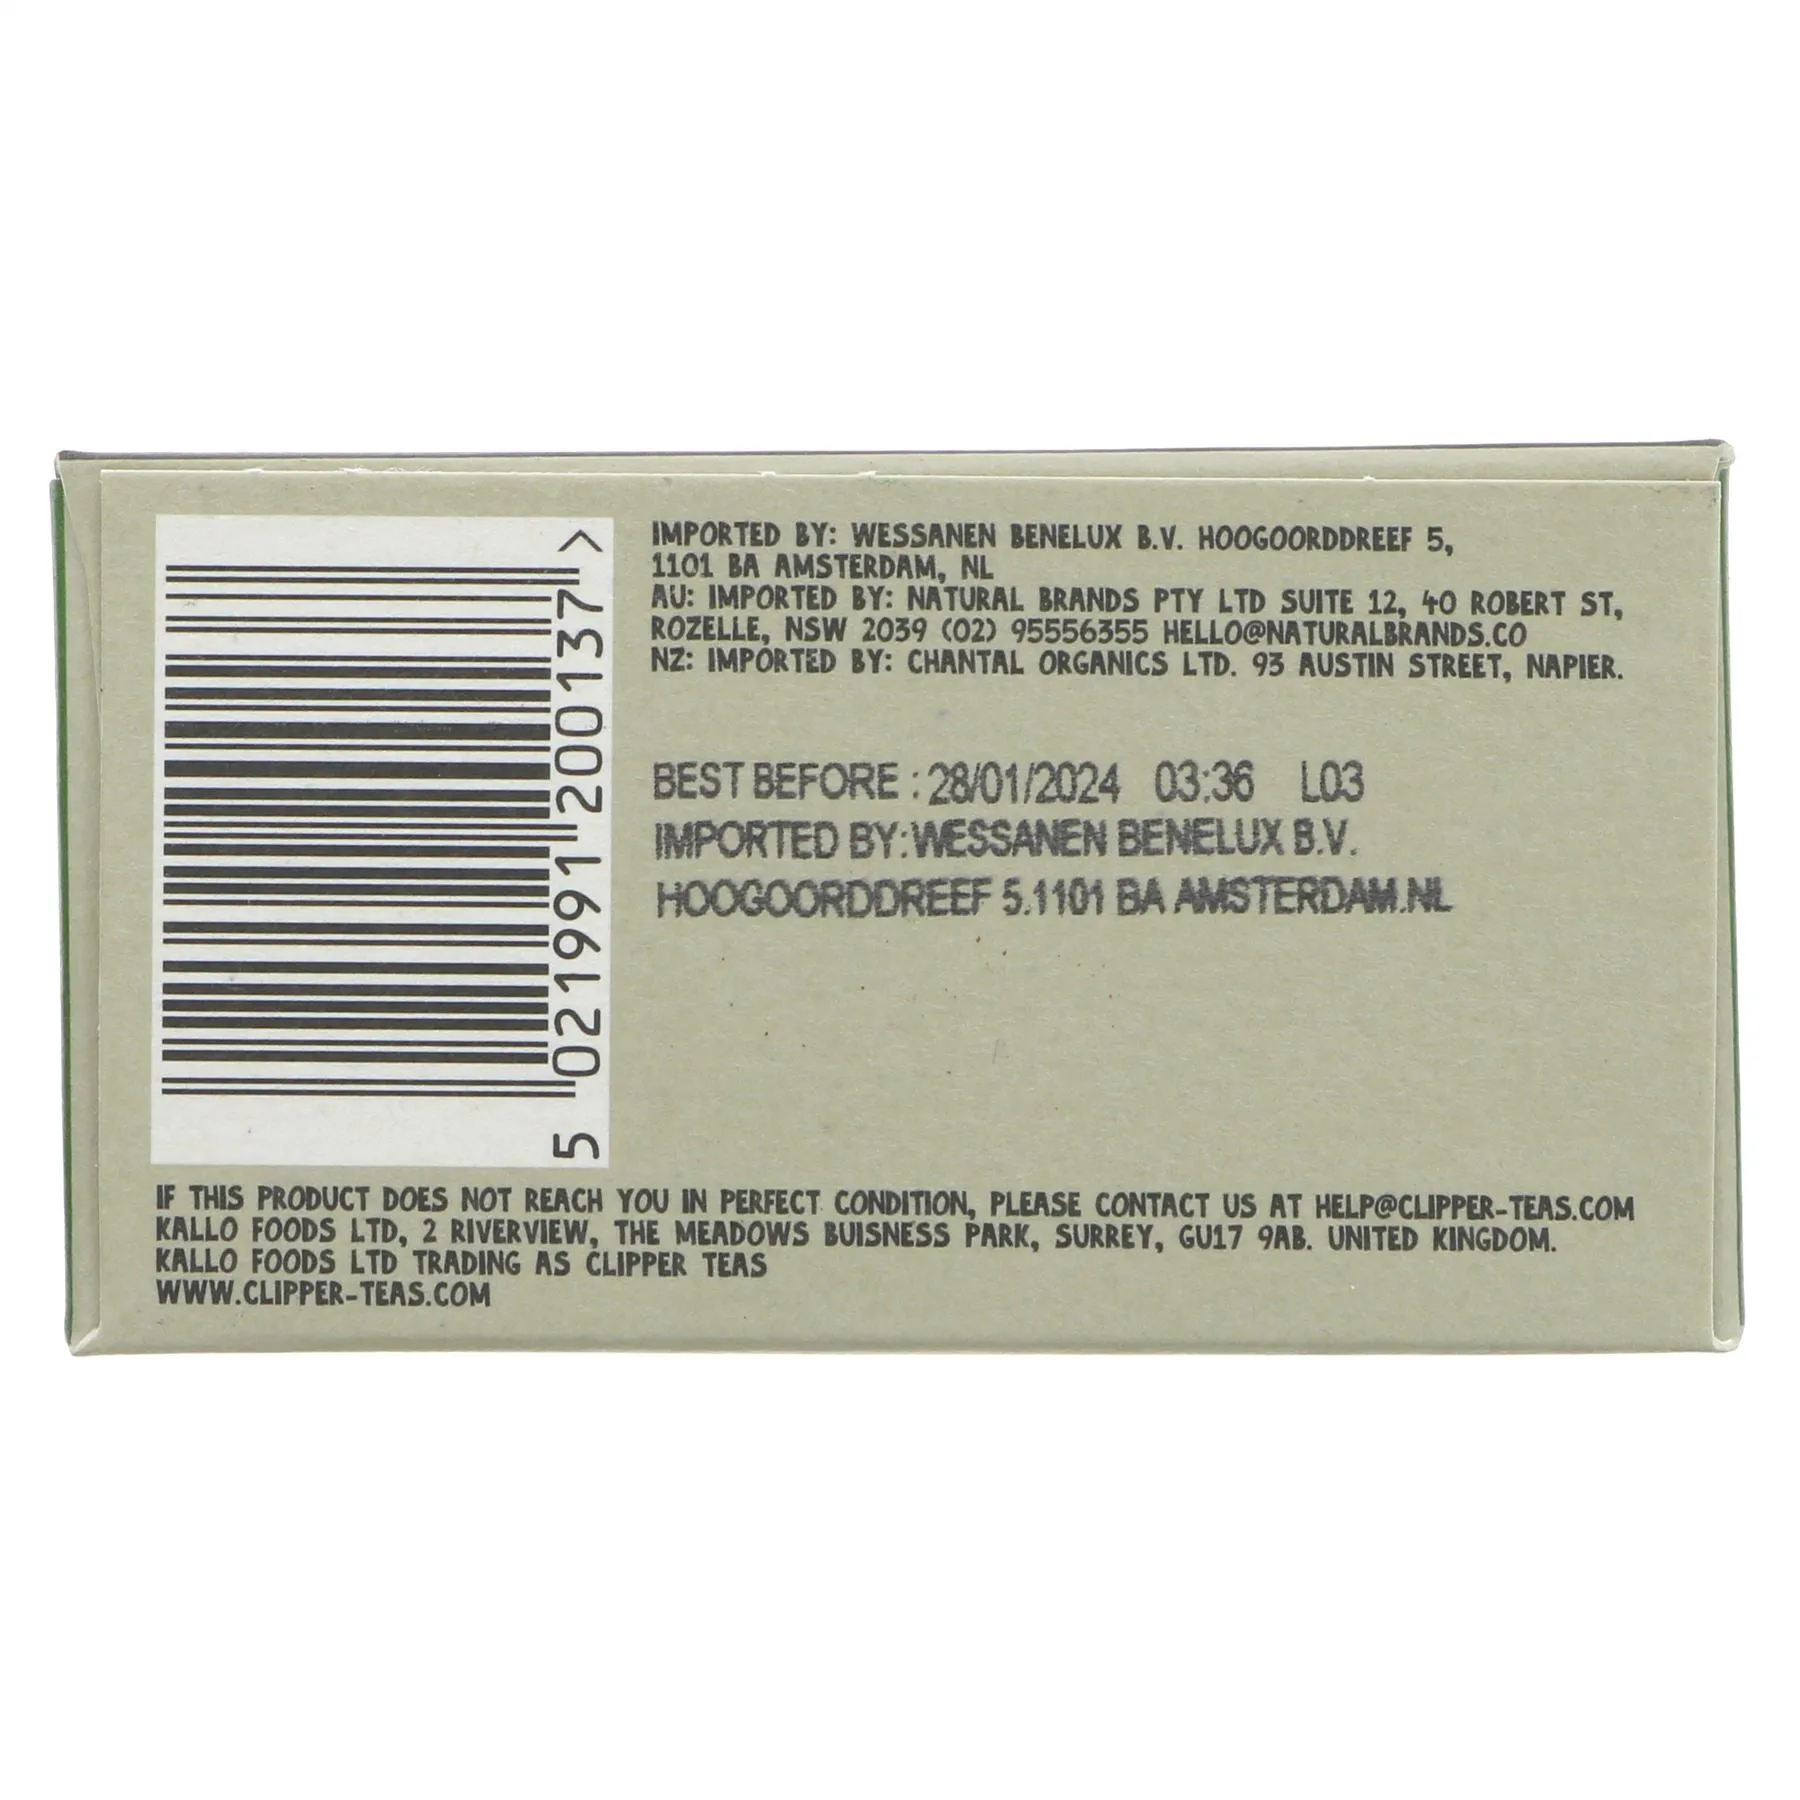 IMPORTED BY: WESSANEN BENELUX B.V. HOOGOORDDREEF 5,
1101 BA AMSTERDAM, NL
AU: IMPORTED BY: NATURAL BRANDS PTY LTD SUITE 12, 40 ROBERT ST,
ROZELLE, NSW 2039 (02) 95556355 HELLO@NATURALBRANDS.CO
NZ: IMPORTED BY: CHANTAL ORGANICS LTD. 93 AUSTIN STREET, NAPIER.
BEST BEFORE : 28/01/2024 03:36 L03
IMPORTED BY:WESSANEN BENELUX B.V.
HOOGOORDDREEF 5.1101 BA AMSTERDAM.NL
5 021991 200137 >
IF THIS PRODUCT DOES NOT REACH YOU IN PERFECT CONDITION, PLEASE CONTACT US AT HELP@CLIPPER-TEAS.COM
KALLO FOODS LTD, 2 RIVERVIEW, THE MEADOWS BUISNESS PARK, SURREY, GU17 9AB. UNITED KINGDOM.
KALLO FOODS LTD TRADING AS CLIPPER TEAS
WWW.CLIPPER-TEAS.COM